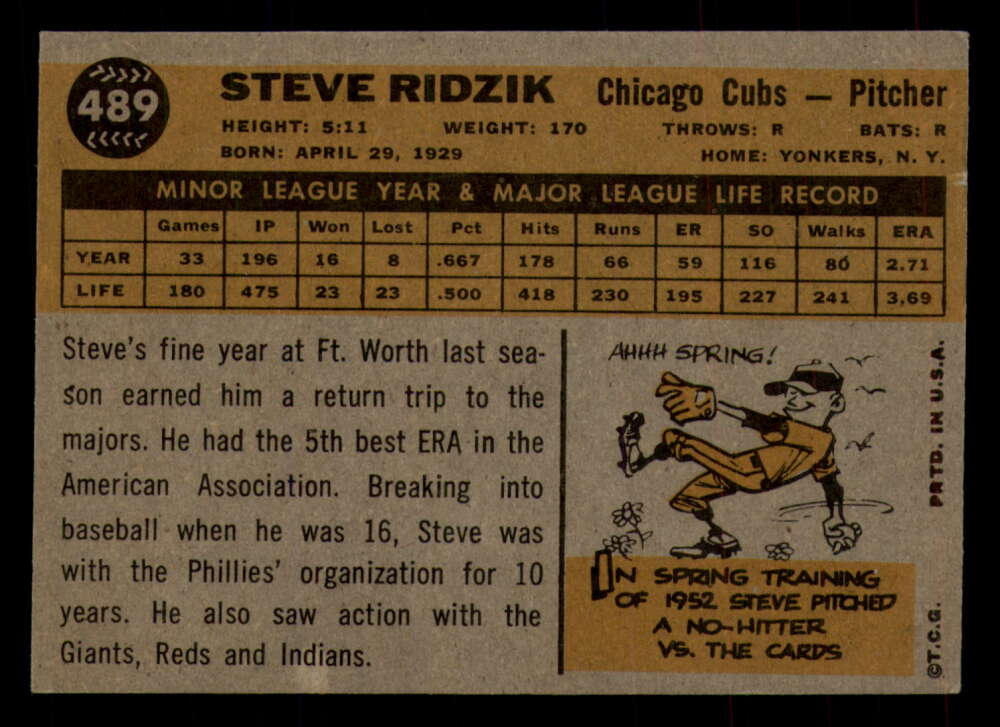 489
STEVE RIDZIK Chicago Cubs — Pitcher
HEIGHT: 5:11 WEIGHT: 170 THROWS: R BATS: R
BORN: APRIL 29, 1929 HOME: YONKERS, N. Y.
MINOR LEAGUE YEAR & MAJOR LEAGUE LIFE RECORD
Games IP Won Lost Pct Hits Runs ER SO Walks ERA
YEAR 33 196 16 8 .667 178 66 59 116 80 2.71
LIFE 180 475 23 23 .500 418 230 195 227 241 3.69
Steve's fine year at Ft. Worth last sea-
son earned him a return trip to the
majors. He had the 5th best ERA in the
American Association. Breaking into
baseball when he was 16, Steve was
with the Phillies' organization for 10
years. He also saw action with the
Giants, Reds and Indians.
AHHH SPRING!
IN SPRING TRAINING
OF 1952 STEVE PITCHED
A NO-HITTER
VS. THE CARDS
PRTD. IN U.S.A.
©T.C.G.